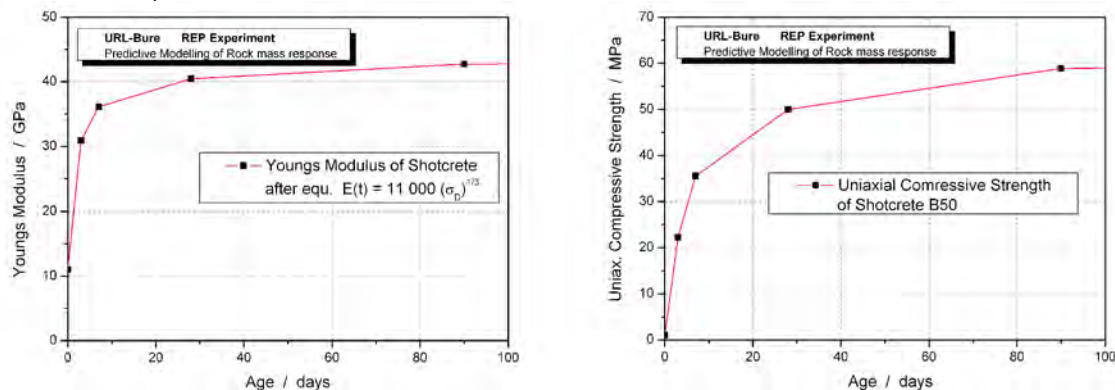 URL-Bure REP Experiment
Predictive Modelling of Rock mass response
Youngs Modulus of Shotcrete
after equ. E(t) = 11 000 (σD)^1/3
Youngs Modulus / GPa
50
40
30
20
10
0
0 20 40 60 80 100
Age / days
URL-Bure REP Experiment
Predictive Modelling of Rock mass response
Uniaxial Comressive Strength
of Shotcrete B50
Uniax. Compressive Strength / MPa
70
60
50
40
30
20
10
0
0 20 40 60 80 100
Age / days